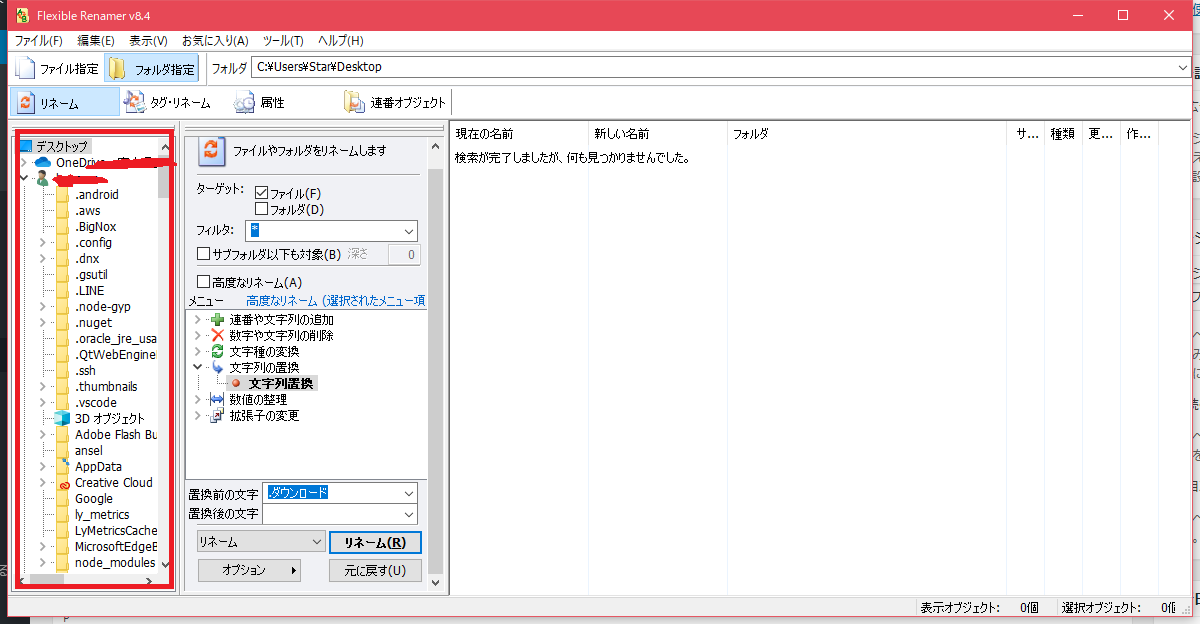 Flexible Renamer v8.4
ファイル(F) 編集(E) 表示(V) お気に入り(A) ツール(T) ヘルプ(H)
ファイル指定 フォルダ指定 フォルダ C:¥Users¥Star¥Desktop
リネーム タグ・リネーム 属性 連番オブジェクト
デスクトップ
OneDrive
.android
.aws
.BigNox
.config
.dnx
.gsutil
.LINE
.node-gyp
.nuget
.oracle_jre_usa
.QtWebEngine
.ssh
.thumbnails
.vscode
3D オブジェクト
Adobe Flash Bu
ansel
AppData
Creative Cloud
Google
ly_metrics
LyMetricsCache
MicrosoftEdgeB
node_modules
ファイルやフォルダをリネームします
ターゲット: ファイル(F)
フォルダ(D)
フィルタ: *
サブフォルダ以下も対象(B) 深さ 0
高度なリネーム(A)
メニュー 高度なリネーム (選択されたメニュー項
連番や文字列の追加
数字や文字列の削除
文字種の変換
文字列の置換
文字列置換
数値の整理
拡張子の変更
置換前の文字 .ダウンロード
置換後の文字
リネーム リネーム(R)
オプション 元に戻す(U)
現在の名前 新しい名前 フォルダ サ... 種類 更... 作...
検索が完了しましたが、何も見つかりませんでした。
表示オブジェクト: 0個 選択オブジェクト: 0個